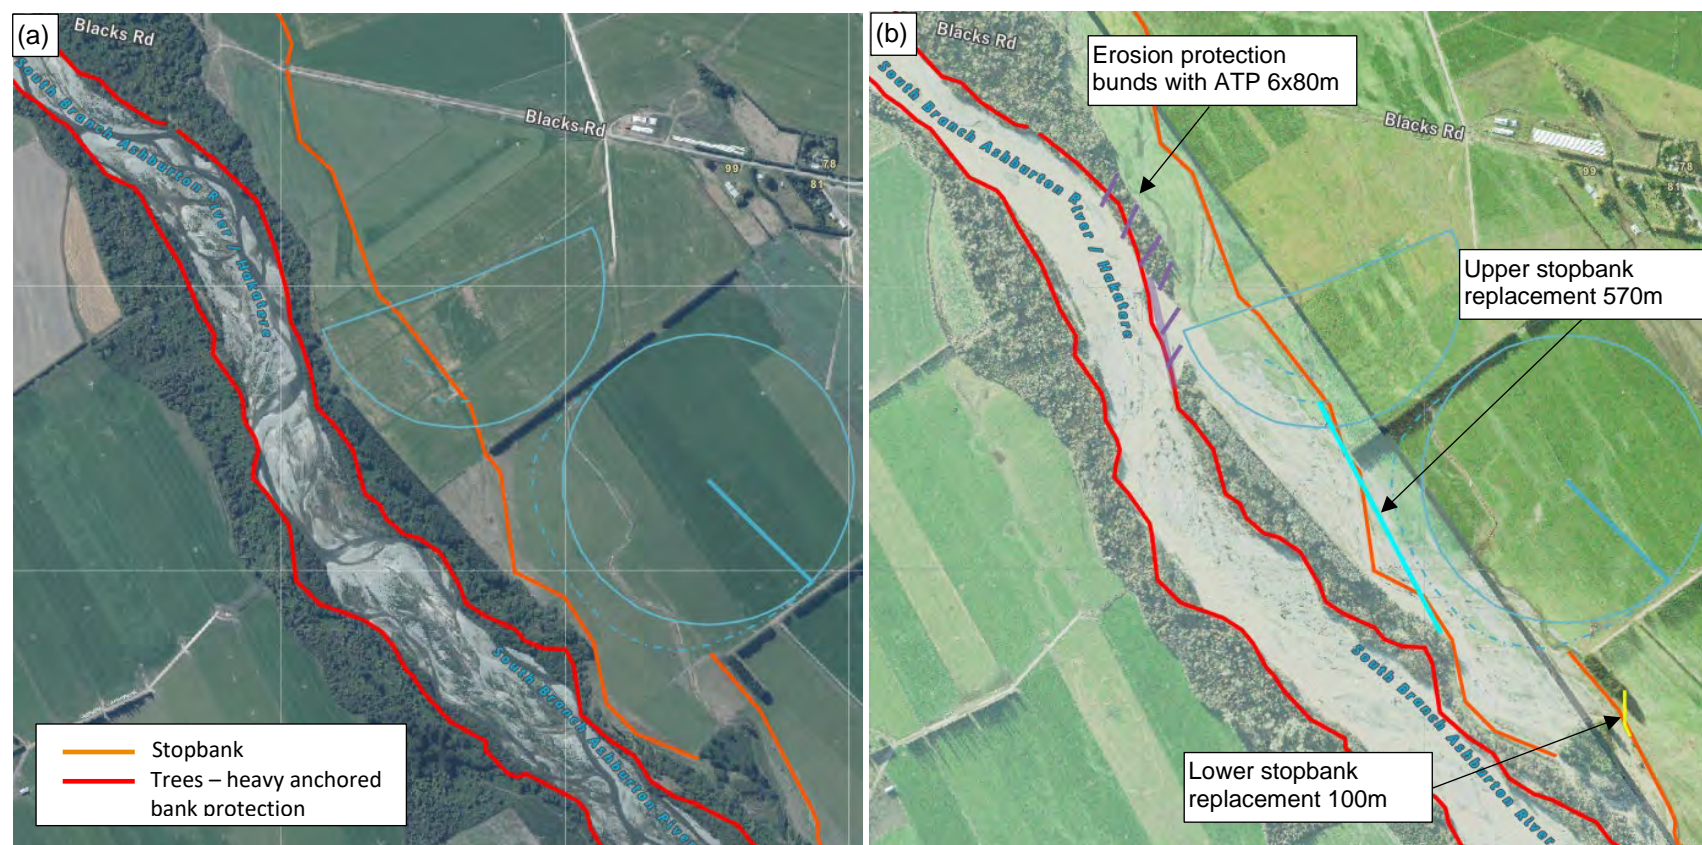 (a)
Blacks Rd
South Branch Ashburton River / Hakatere
Blacks Rd
99
78
81
South Branch Ashburton River
Stopbank
Trees – heavy anchored
bank protection
(b)
Blacks Rd
Erosion protection
bunds with ATP 6x80m
South Branch Ashburton River / Hakatere
Blacks Rd
99
78
81
Upper stopbank
replacement 570m
South Branch Ashburton River
Lower stopbank
replacement 100m